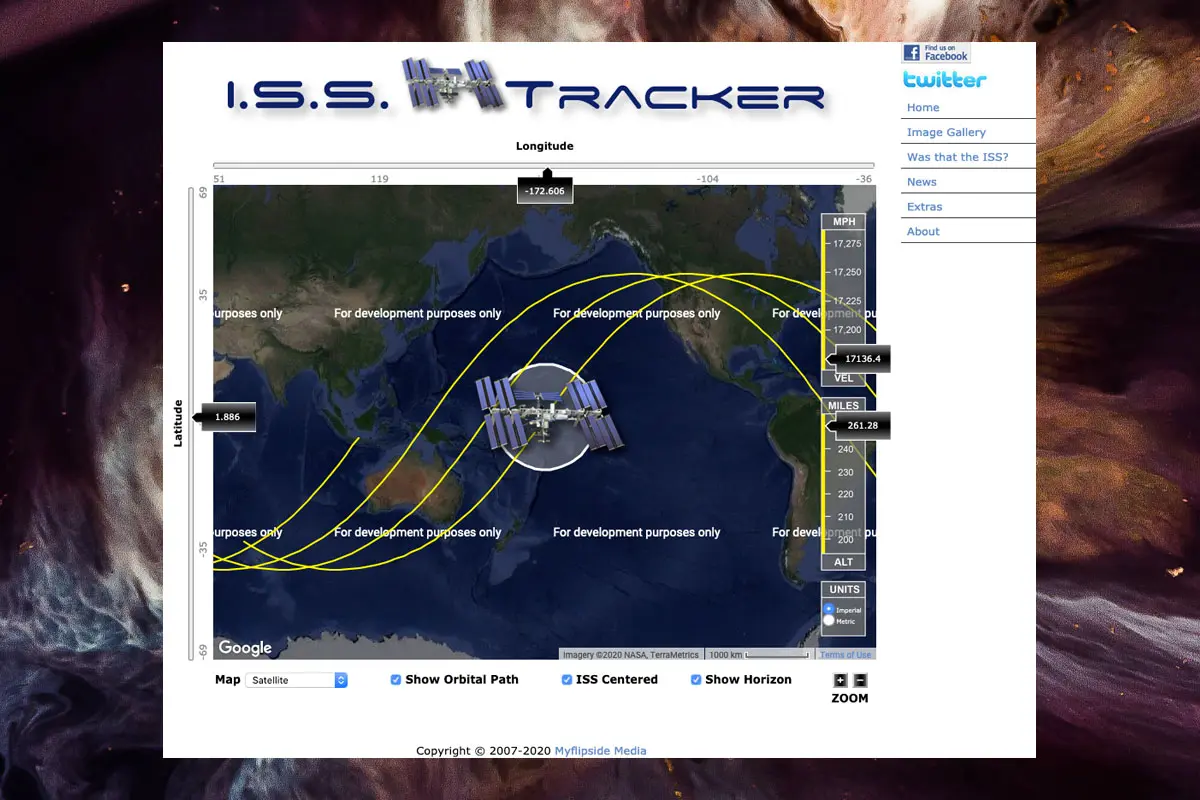 I.S.S. TRACKER
Find us on
Facebook
twitter
Home
Image Gallery
Was that the ISS?
News
Extras
About
Longitude
51 119 -104 -36
-172.606
Latitude
69
35
1.886
-35
-69
MPH
17,275
17,250
17,225
17,200
17136.4
VEL
MILES
261.28
240
230
220
210
200
ALT
UNITS
Imperial
Metric
urposes only For development purposes only For development purposes only For development pu
urposes only For development purposes only For development purposes only For development pu
Google
Imagery ©2020 NASA, TerraMetrics 1000 km Terms of Use
Map Satellite Show Orbital Path ISS Centered Show Horizon
ZOOM
Copyright © 2007-2020 Myflipside Media